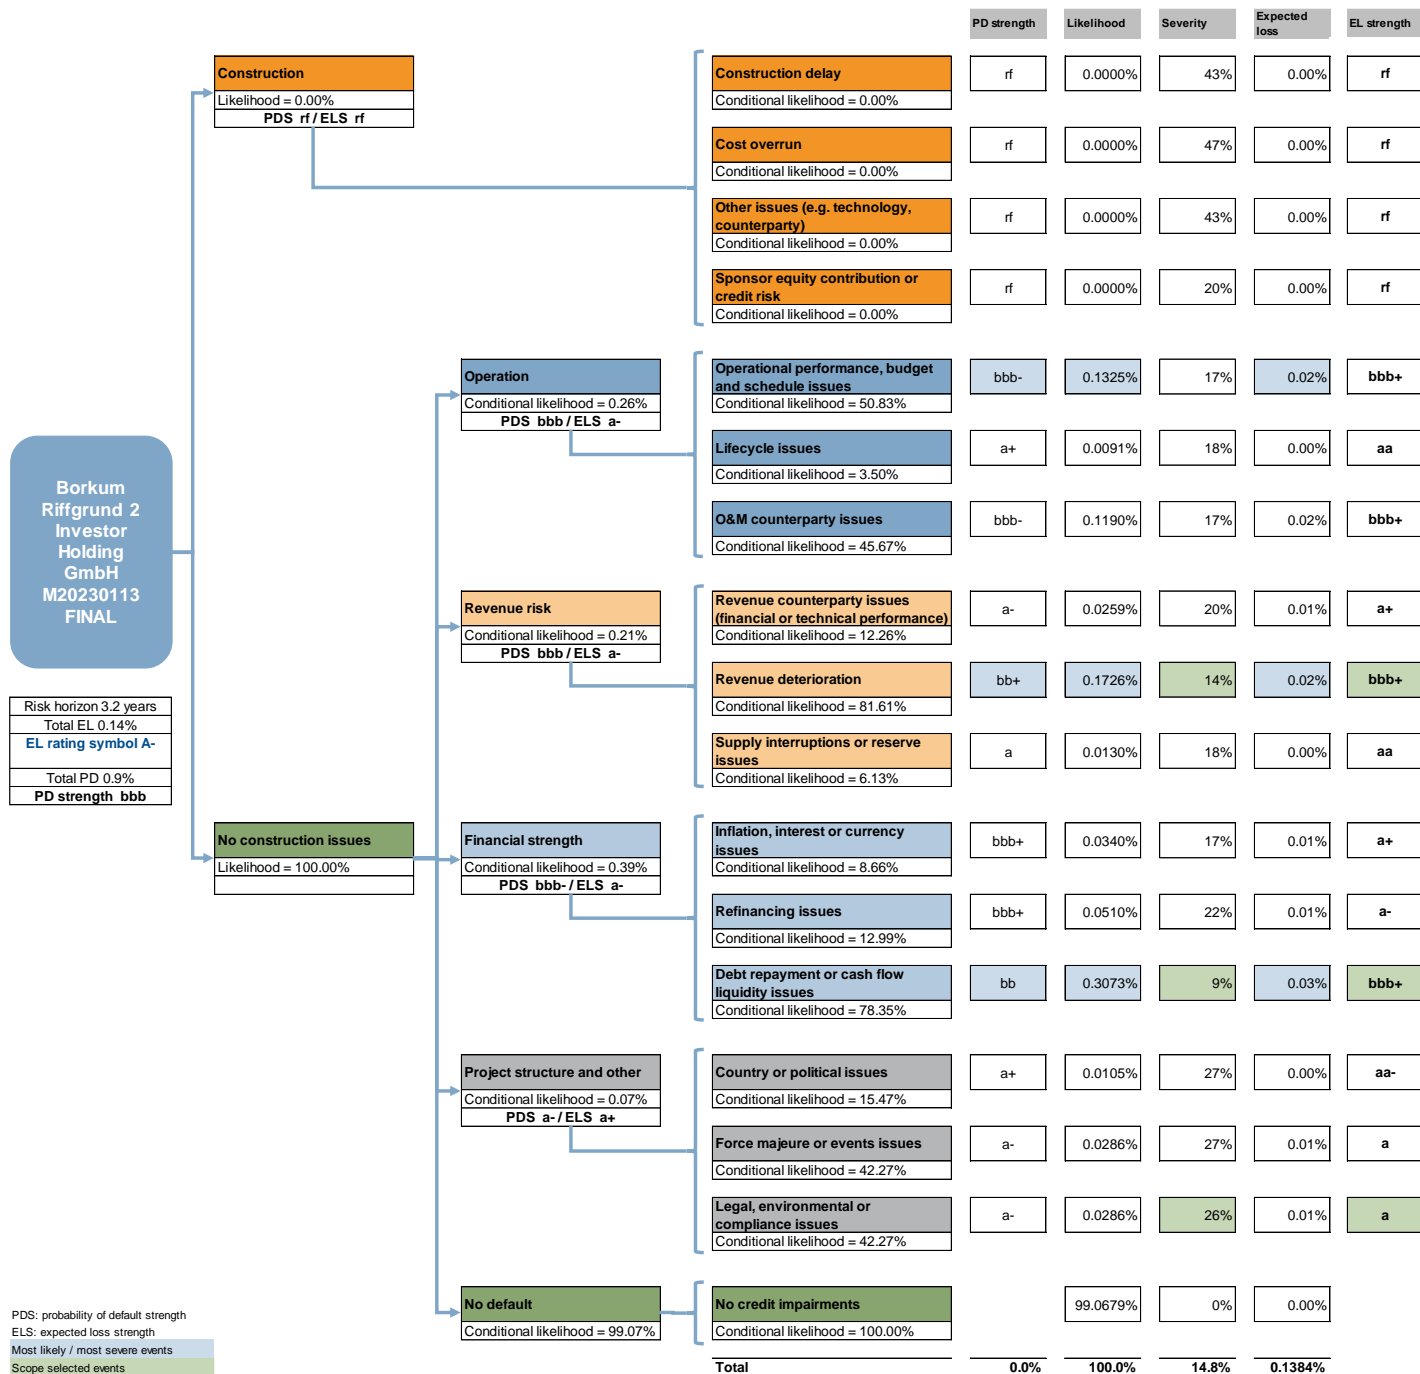 PD strength
Likelihood
Severity
Expected
loss
EL strength
Construction
Likelihood = 0.00%
PDS rf / ELS rf
Construction delay
Conditional likelihood = 0.00%
rf
0.0000%
43%
0.00%
rf
Cost overrun
Conditional likelihood = 0.00%
rf
0.0000%
47%
0.00%
rf
Other issues (e.g. technology,
counterparty)
Conditional likelihood = 0.00%
rf
0.0000%
43%
0.00%
rf
Sponsor equity contribution or
credit risk
Conditional likelihood = 0.00%
rf
0.0000%
20%
0.00%
rf
Operation
Conditional likelihood = 0.26%
PDS bbb / ELS a-
Operational performance, budget
and schedule issues
Conditional likelihood = 50.83%
bbb-
0.1325%
17%
0.02%
bbb+
Lifecycle issues
Conditional likelihood = 3.50%
a+
0.0091%
18%
0.00%
aa
O&M counterparty issues
Conditional likelihood = 45.67%
bbb-
0.1190%
17%
0.02%
bbb+
Borkum
Riffgrund 2
Investor
Holding
GmbH
M20230113
FINAL
Risk horizon 3.2 years
Total EL 0.14%
EL rating symbol A-
Total PD 0.9%
PD strength bbb
Revenue risk
Conditional likelihood = 0.21%
PDS bbb / ELS a-
Revenue counterparty issues
(financial or technical performance)
Conditional likelihood = 12.26%
a-
0.0259%
20%
0.01%
a+
Revenue deterioration
Conditional likelihood = 81.61%
bb+
0.1726%
14%
0.02%
bbb+
Supply interruptions or reserve
issues
Conditional likelihood = 6.13%
a
0.0130%
18%
0.00%
aa
No construction issues
Likelihood = 100.00%
Financial strength
Conditional likelihood = 0.39%
PDS bbb- / ELS a-
Inflation, interest or currency
issues
Conditional likelihood = 8.66%
bbb+
0.0340%
17%
0.01%
a+
Refinancing issues
Conditional likelihood = 12.99%
bbb+
0.0510%
22%
0.01%
a-
Debt repayment or cash flow
liquidity issues
Conditional likelihood = 78.35%
bb
0.3073%
9%
0.03%
bbb+
Project structure and other
Conditional likelihood = 0.07%
PDS a- / ELS a+
Country or political issues
Conditional likelihood = 15.47%
a+
0.0105%
27%
0.00%
aa-
Force majeure or events issues
Conditional likelihood = 42.27%
a-
0.0286%
27%
0.01%
a
Legal, environmental or
compliance issues
Conditional likelihood = 42.27%
a-
0.0286%
26%
0.01%
a
No default
Conditional likelihood = 99.07%
No credit impairments
Conditional likelihood = 100.00%
99.0679%
0%
0.00%
PDS: probability of default strength
ELS: expected loss strength
Most likely / most severe events
Scope selected events
Total
0.0%
100.0%
14.8%
0.1384%